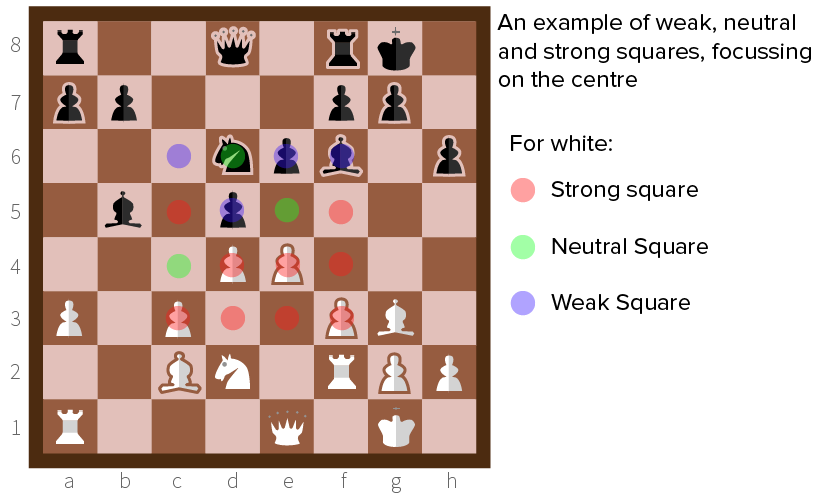 An example of weak, neutral
and strong squares, focussing
on the centre
For white:
Strong square
Neutral Square
Weak Square
8
7
6
5
4
3
2
1
a b c d e f g h